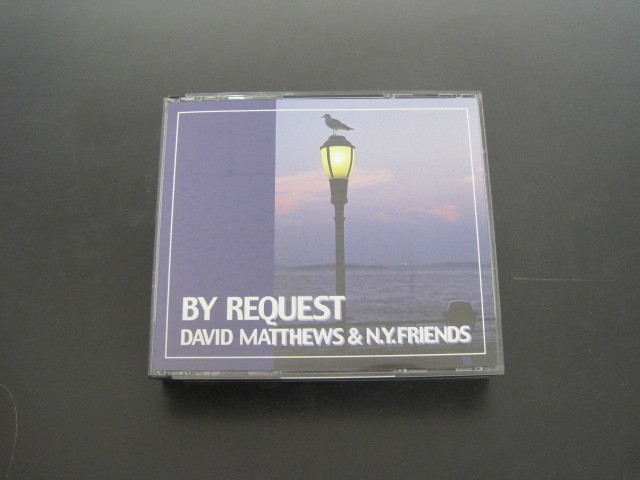 BY REQUEST
DAVID MATTHEWS & N.Y.FRIENDS